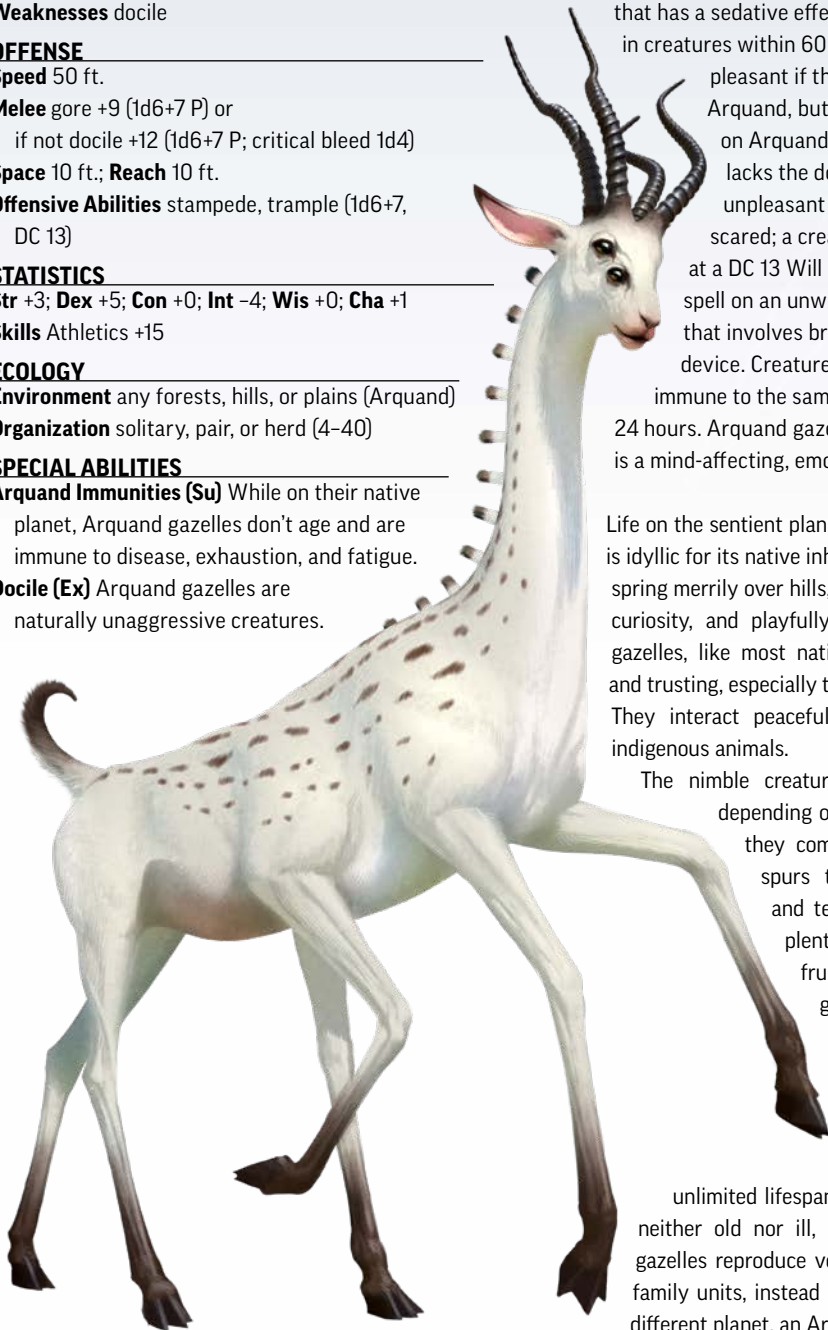 Weaknesses docile
OFFENSE
Speed 50 ft.
Melee gore +9 (1d6+7 P) or
if not docile +12 (1d6+7 P; critical bleed 1d4)
Space 10 ft.; Reach 10 ft.
Offensive Abilities stampede, trample (1d6+7,
DC 13)
STATISTICS
Str +3; Dex +5; Con +0; Int –4; Wis +0; Cha +1
Skills Athletics +15
ECOLOGY
Environment any forests, hills, or plains (Arquand)
Organization solitary, pair, or herd (4–40)
SPECIAL ABILITIES
Arquand Immunities (Su) While on their native
planet, Arquand gazelles don't age and are
immune to disease, exhaustion, and fatigue.
Docile (Ex) Arquand gazelles are
naturally unaggressive creatures.
that has a sedative effe
in creatures within 60
pleasant if th
Arquand, but
on Arquand
lacks the do
unpleasant
scared; a crea
at a DC 13 Will
spell on an unw
that involves br
device. Creature
immune to the sam
24 hours. Arquand gaze
is a mind-affecting, emo
Life on the sentient plan
is idyllic for its native inh
spring merrily over hills,
curiosity, and playfully
gazelles, like most nati
and trusting, especially t
They interact peaceful
indigenous animals.
The nimble creatur
depending o
they com
spurs t
and te
plent
fru
g
unlimited lifespan
neither old nor ill,
gazelles reproduce ve
family units, instead
different planet, an Ar